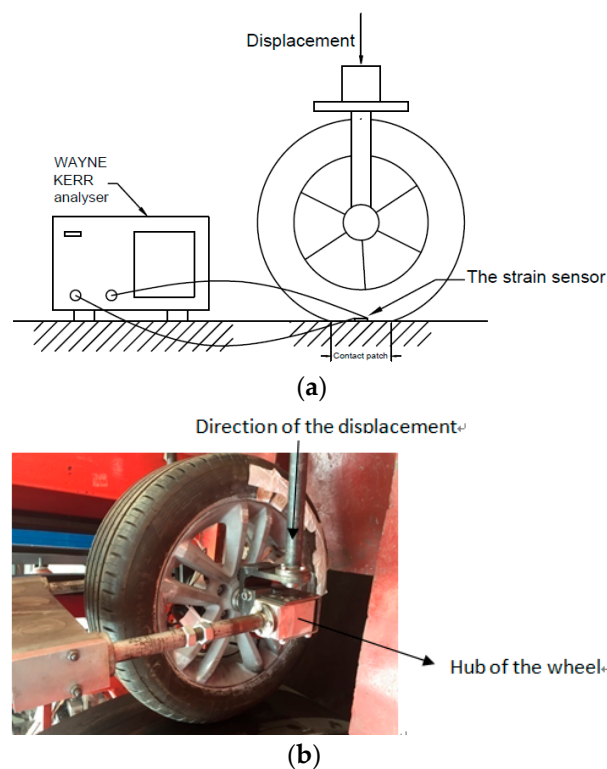 Displacement
WAYNE
KERR
analyser
The strain sensor
Contact patch
(a)
Direction of the displacement↵
Hub of the wheel↵
(b)